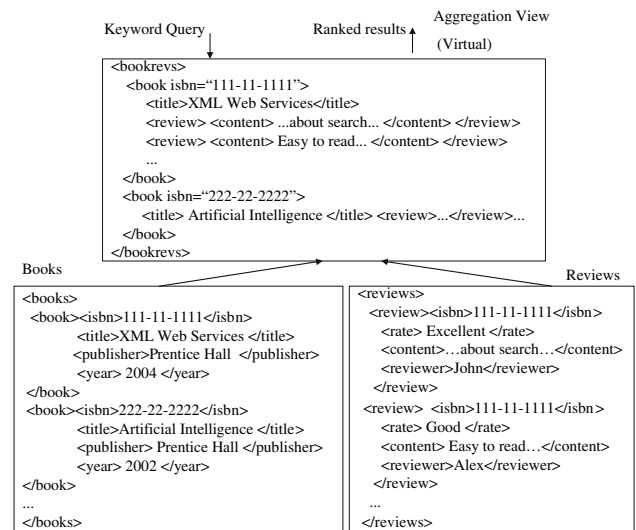 Keyword Query
Ranked results
Aggregation View
(Virtual)
<bookrevs>
<book isbn=“111-11-1111”>
<title>XML Web Services</title>
<review> <content> ...about search... </content> </review>
<review> <content> Easy to read... </content> </review>
...
</book>
<book isbn=“222-22-2222”>
<title> Artificial Intelligence </title> <review>...</review>...
</book>
</bookrevs>
Books
<books>
<book><isbn>111-11-1111</isbn>
<title>XML Web Services </title>
<publisher>Prentice Hall </publisher>
<year> 2004 </year>
</book>
<book><isbn>222-22-2222</isbn>
<title>Artificial Intelligence </title>
<publisher> Prentice Hall </publisher>
<year> 2002 </year>
</book>
...
</books>
Reviews
<reviews>
<review><isbn>111-11-1111</isbn>
<rate> Excellent </rate>
<content>…about search…</content>
<reviewer>John</reviewer>
</review>
<review> <isbn>111-11-1111</isbn>
<rate> Good </rate>
<content> Easy to read…</content>
<reviewer>Alex</reviewer>
</review>
...
</reviews>